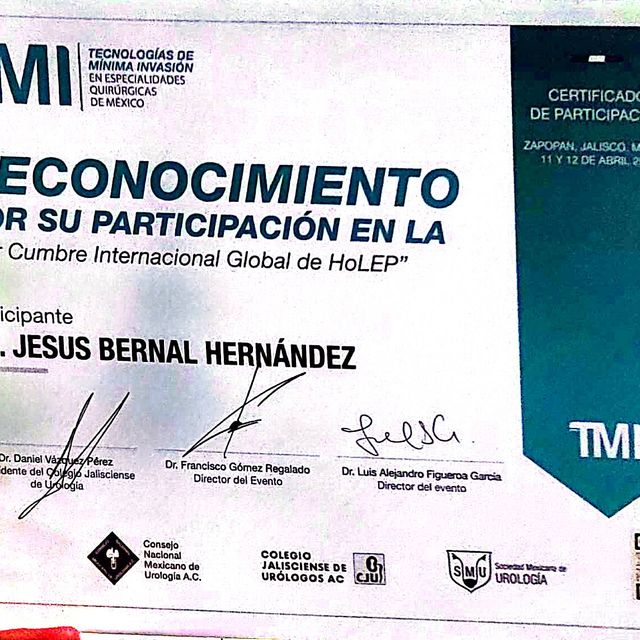 MI
TECNOLOGÍAS DE
MÍNIMA INVASIÓN
EN ESPECIALIDADES
QUIRÚRGICAS
DE MÉXICO
CERTIFICADO
DE PARTICIPAC
ZAPOPAN, JALISCO. M
11 Y 12 DE ABRIL 2
ECONOCIMIENTO
OR SU PARTICIPACIÓN EN LA
r Cumbre Internacional Global de HoLEP”
icipante
. JESUS BERNAL HERNÁNDEZ
Dr. Daniel Vázquez Pérez
idente del Colegio Jalisciense
de Urología
Dr. Francisco Gómez Regalado
Director del Evento
Dr. Luis Alejandro Figueroa García
Director del evento
TMI
Consejo
Nacional
Mexicano de
Urología A.C.
COLEGIO
JALISCIENSE DE
URÓLOGOS AC
CJU
SMU
Sociedad Mexicana de
UROLOGÍA